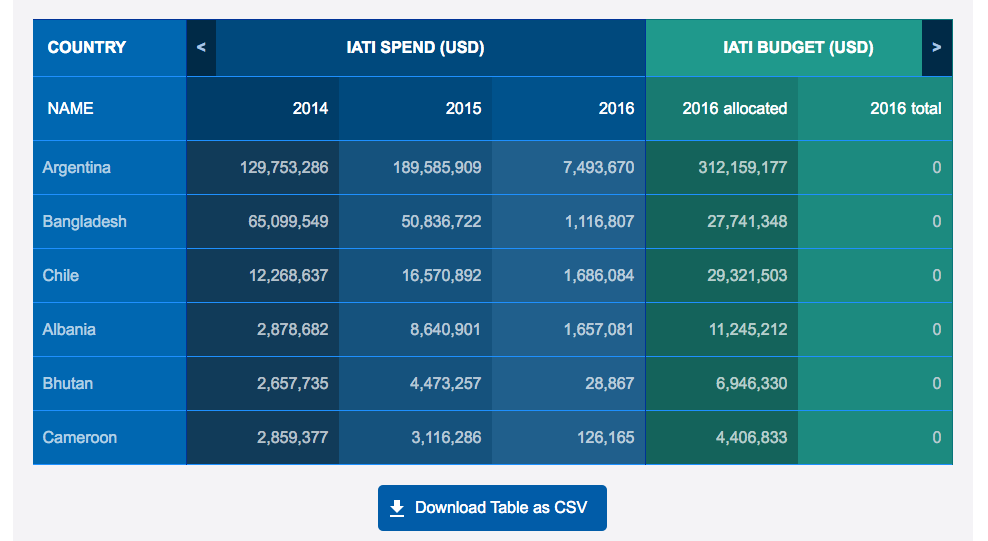 COUNTRY < IATI SPEND (USD) IATI BUDGET (USD) >
NAME 2014 2015 2016 2016 allocated 2016 total
Argentina 129,753,286 189,585,909 7,493,670 312,159,177 0
Bangladesh 65,099,549 50,836,722 1,116,807 27,741,348 0
Chile 12,268,637 16,570,892 1,686,084 29,321,503 0
Albania 2,878,682 8,640,901 1,657,081 11,245,212 0
Bhutan 2,657,735 4,473,257 28,867 6,946,330 0
Cameroon 2,859,377 3,116,286 126,165 4,406,833 0
Download Table as CSV